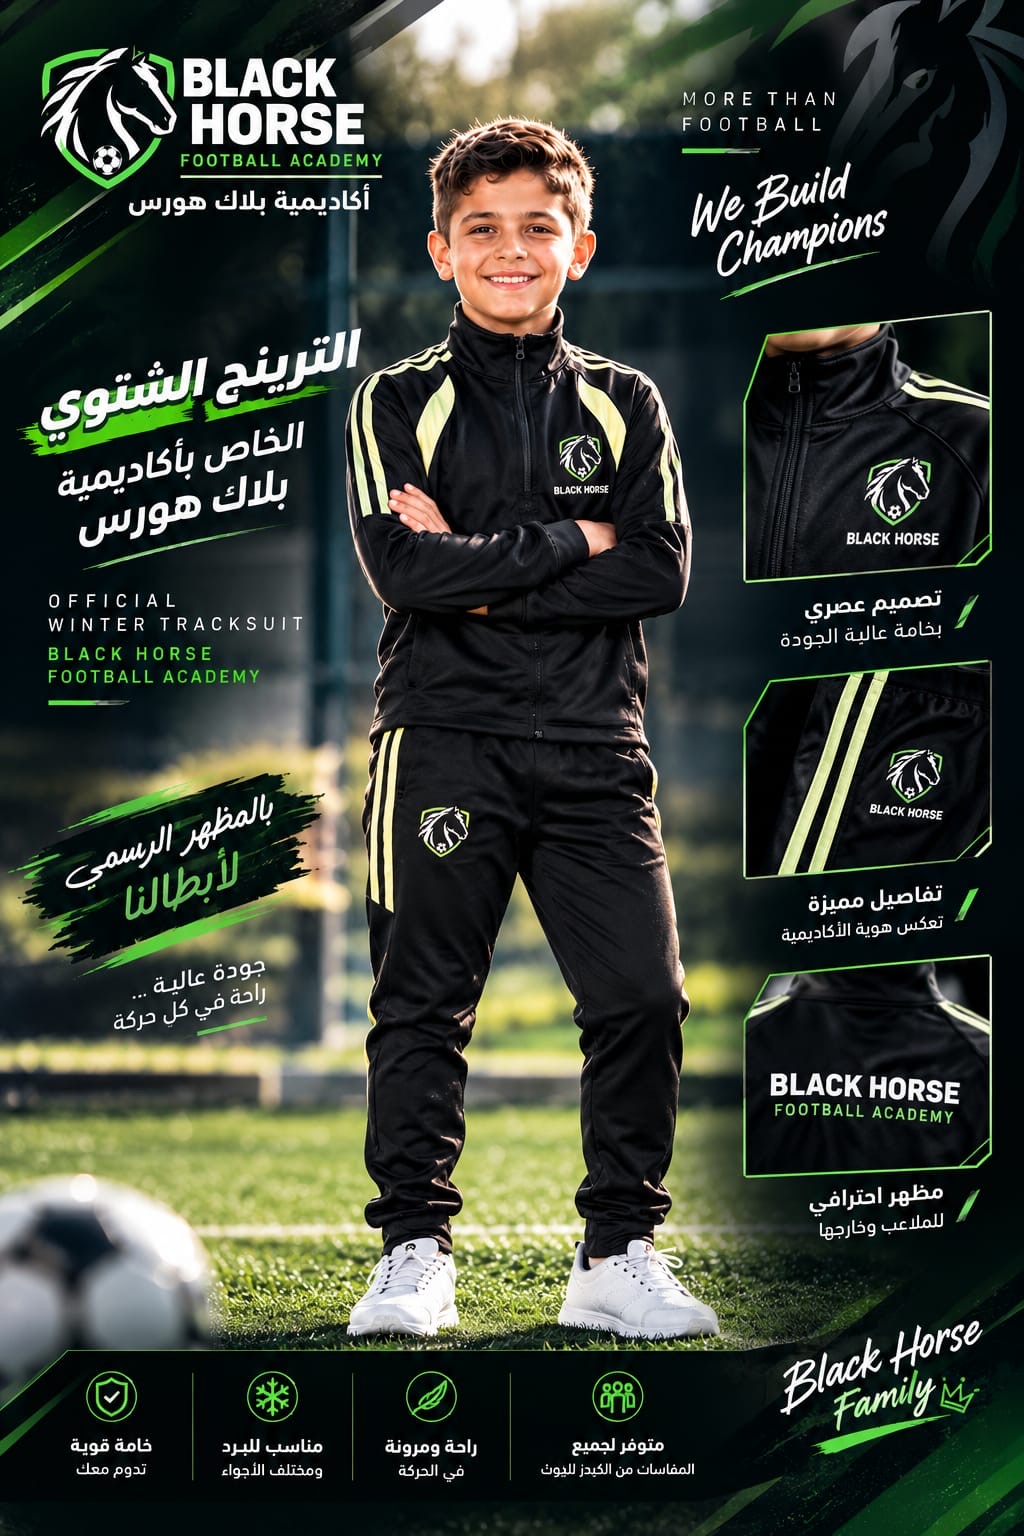 BLACK
HORSE
FOOTBALL ACADEMY
أكاديمية بلاك هورس
MORE THAN
FOOTBALL
We Build
Champions
الترينج الشتوي
الخاص بأكاديمية
بلاك هورس
OFFICIAL
WINTER TRACKSUIT
BLACK HORSE
FOOTBALL ACADEMY
BLACK HORSE
BLACK HORSE
تصميم عصري
بخامة عالية الجودة
BLACK HORSE
تفاصيل مميزة
تعكس هوية الأكاديمية
بالمظهر الرسمي
لأبطالنا
جودة عالية ...
راحة في كل حركة
BLACK HORSE
FOOTBALL ACADEMY
مظهر احترافي
للملاعب وخارجها
Black Horse
Family
متوفر لجميع
المقاسات من الكيدز لليوث
راحة ومرونة
في الحركة
مناسب للبرد
ومختلف الأجواء
خامة قوية
تدوم معك